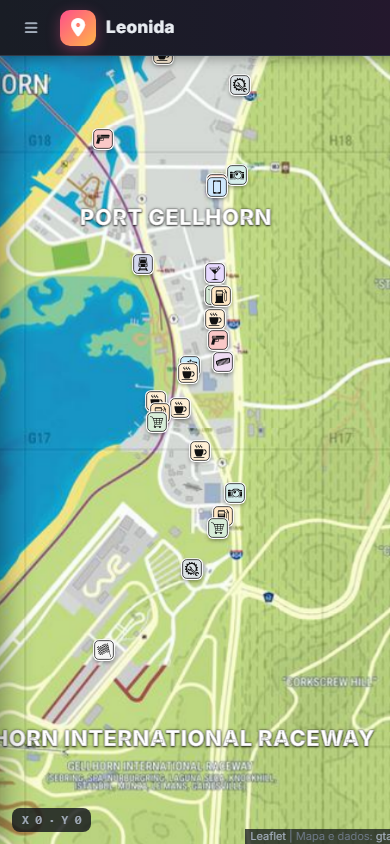 Leonida
ORN
G18
H18
PORT GELLHORN
G17
H17
"CORKSCREW HILL"
HORN INTERNATIONAL RACEWAY
GELLHORN INTERNATIONAL RACEWAY
X 0 · Y 0
Leaflet | Mapa e dados: gta